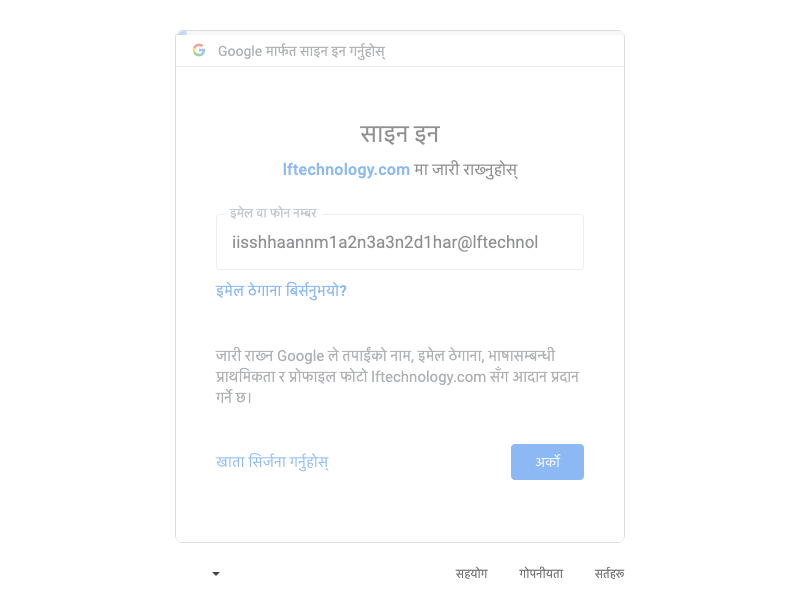 Google मार्फत साइन इन गर्नुहोस्
साइन इन
lftechnology.com मा जारी राख्नुहोस्
इमेल वा फोन नम्बर
iisshhaannm1a2n3a3n2d1har@lftechnol
इमेल ठेगाना बिर्सनुभयो?
जारी राख्न Google ले तपाईंको नाम, इमेल ठेगाना, भाषासम्बन्धी
प्राथमिकता र प्रोफाइल फोटो lftechnology.com सँग आदान प्रदान
गर्ने छ।
खाता सिर्जना गर्नुहोस्
अर्को
सहयोग गोपनीयता सर्तहरू